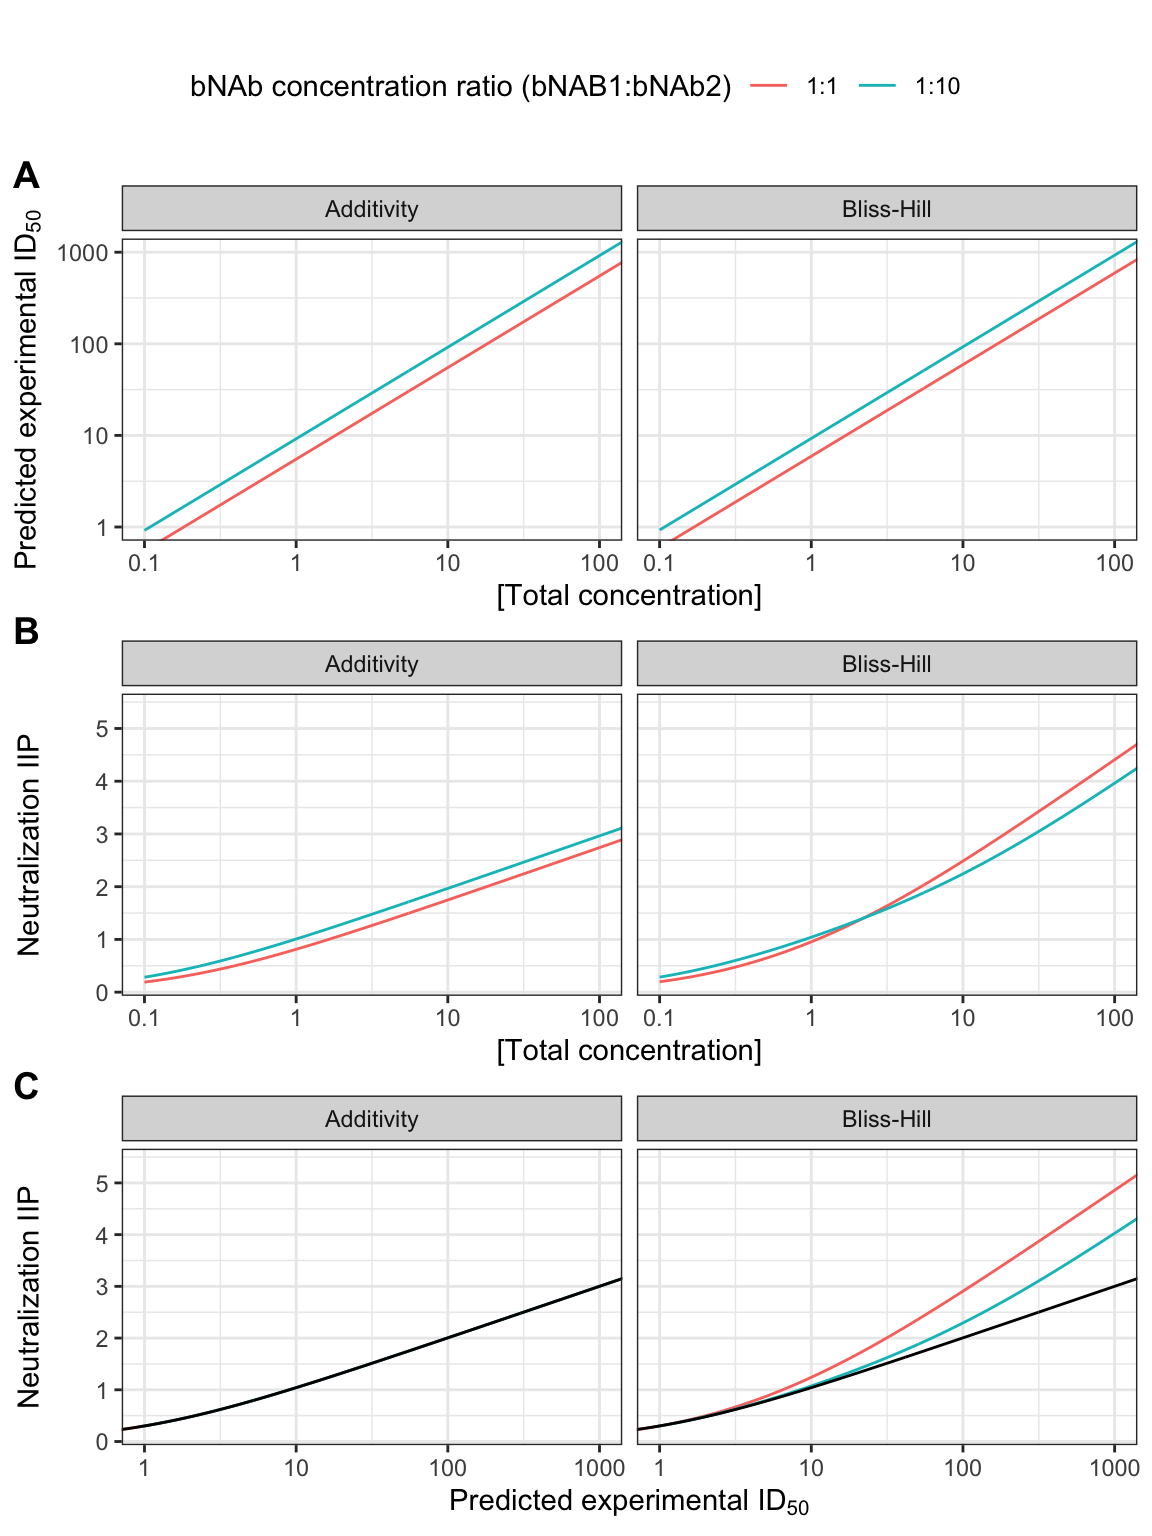 bNAb concentration ratio (bNAB1:bNAb2) 1:1 1:10
A
Additivity Bliss-Hill
Predicted experimental ID50
1000
100
10
1
0.1 1 10 100 0.1 1 10 100
[Total concentration]
B
Additivity Bliss-Hill
Neutralization IIP
5
4
3
2
1
0
0.1 1 10 100 0.1 1 10 100
[Total concentration]
C
Additivity Bliss-Hill
Neutralization IIP
5
4
3
2
1
0
1 10 100 1000 1 10 100 1000
Predicted experimental ID50